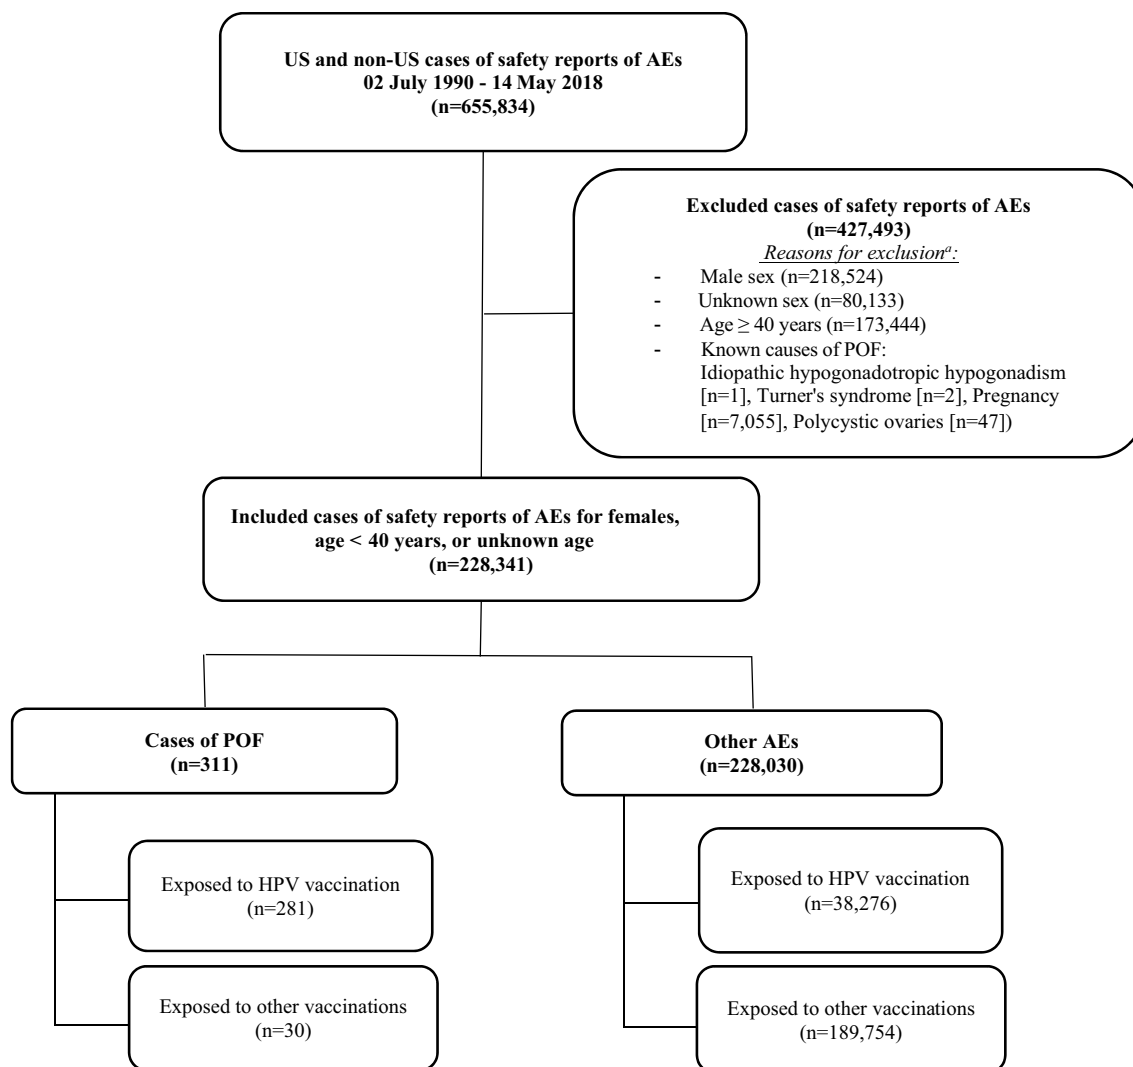 US and non-US cases of safety reports of AEs
02 July 1990 - 14 May 2018
(n=655,834)
Excluded cases of safety reports of AEs
(n=427,493)
Reasons for exclusionᵃ:
- Male sex (n=218,524)
- Unknown sex (n=80,133)
- Age ≥ 40 years (n=173,444)
- Known causes of POF:
Idiopathic hypogonadotropic hypogonadism
[n=1], Turner's syndrome [n=2], Pregnancy
[n=7,055], Polycystic ovaries [n=47])
Included cases of safety reports of AEs for females,
age < 40 years, or unknown age
(n=228,341)
Cases of POF
(n=311)
Other AEs
(n=228,030)
Exposed to HPV vaccination
(n=281)
Exposed to HPV vaccination
(n=38,276)
Exposed to other vaccinations
(n=30)
Exposed to other vaccinations
(n=189,754)